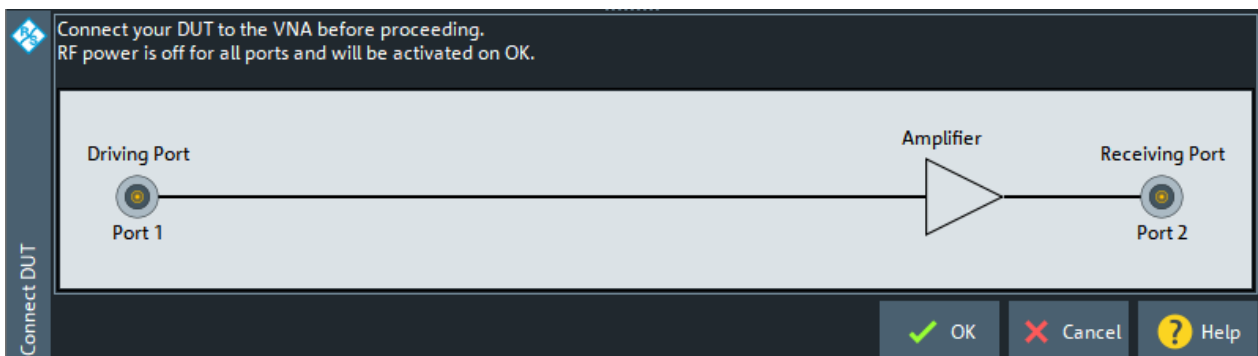 Connect your DUT to the VNA before proceeding.
RF power is off for all ports and will be activated on OK.
Amplifier
Driving Port
Receiving Port
Port 1
Port 2
Connect DUT
OK
Cancel
? Help
R&S